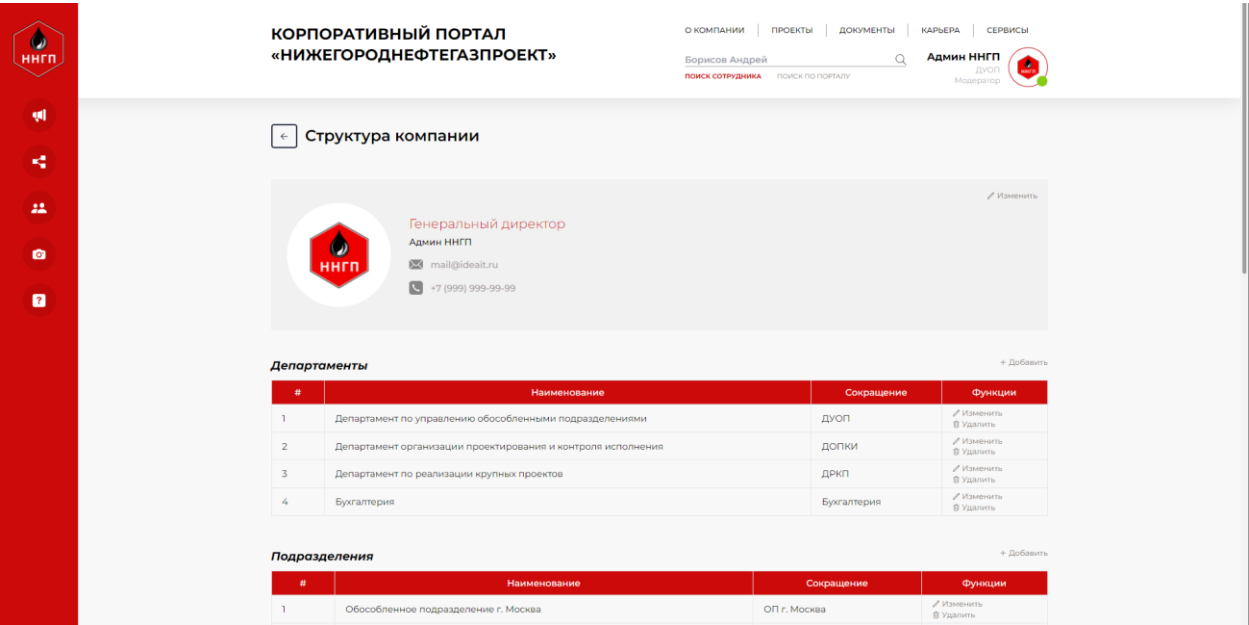 ННГП
КОРПОРАТИВНЫЙ ПОРТАЛ
«НИЖЕГОРОДНЕФТЕГАЗПРОЕКТ»
О КОМПАНИИ ПРОЕКТЫ ДОКУМЕНТЫ КАРЬЕРА СЕРВИСЫ
Борисов Андрей
ПОИСК СОТРУДНИКА ПОИСК ПО ПОРТАЛУ
Админ ННГП
ДУОП
Модератор
ННГП
← Структура компании
Изменить
ННГП
Генеральный директор
Админ ННГП
mail@ideait.ru
+7 (999) 999-99-99
Департаменты + Добавить
# Наименование Сокращение Функции
1 Департамент по управлению обособленными подразделениями ДУОП Изменить
Удалить
2 Департамент организации проектирования и контроля исполнения ДОПКИ Изменить
Удалить
3 Департамент по реализации крупных проектов ДРКП Изменить
Удалить
4 Бухгалтерия Бухгалтерия Изменить
Удалить
Подразделения + Добавить
# Наименование Сокращение Функции
1 Обособленное подразделение г. Москва ОП г. Москва Изменить
Удалить